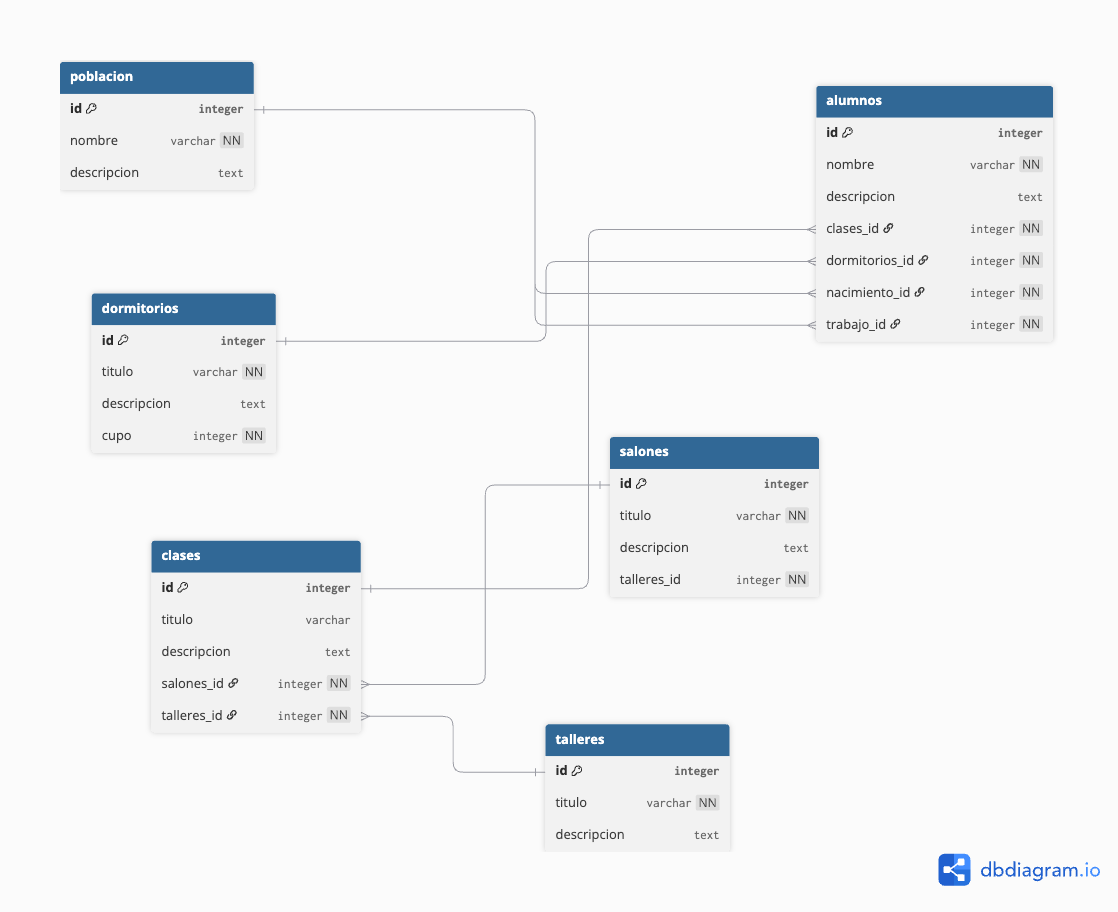 poblacion
id integer
nombre varchar NN
descripcion text
alumnos
id integer
nombre varchar NN
descripcion text
clases_id integer NN
dormitorios_id integer NN
nacimiento_id integer NN
trabajo_id integer NN
dormitorios
id integer
titulo varchar NN
descripcion text
cupo integer NN
salones
id integer
titulo varchar NN
descripcion text
talleres_id integer NN
clases
id integer
titulo varchar
descripcion text
salones_id integer NN
talleres_id integer NN
talleres
id integer
titulo varchar NN
descripcion text
dbdiagram.io